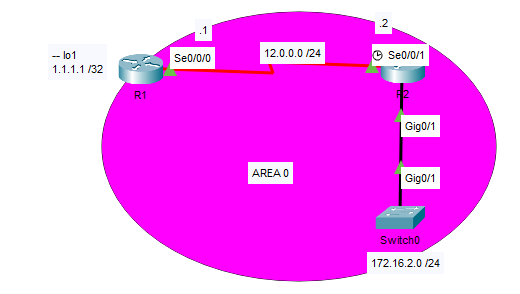 .1
.2
-- lo1
1.1.1.1 /32
Se0/0/0
12.0.0.0 /24
Se0/0/1
R1
R2
Gig0/1
AREA 0
Gig0/1
Switch0
172.16.2.0 /24